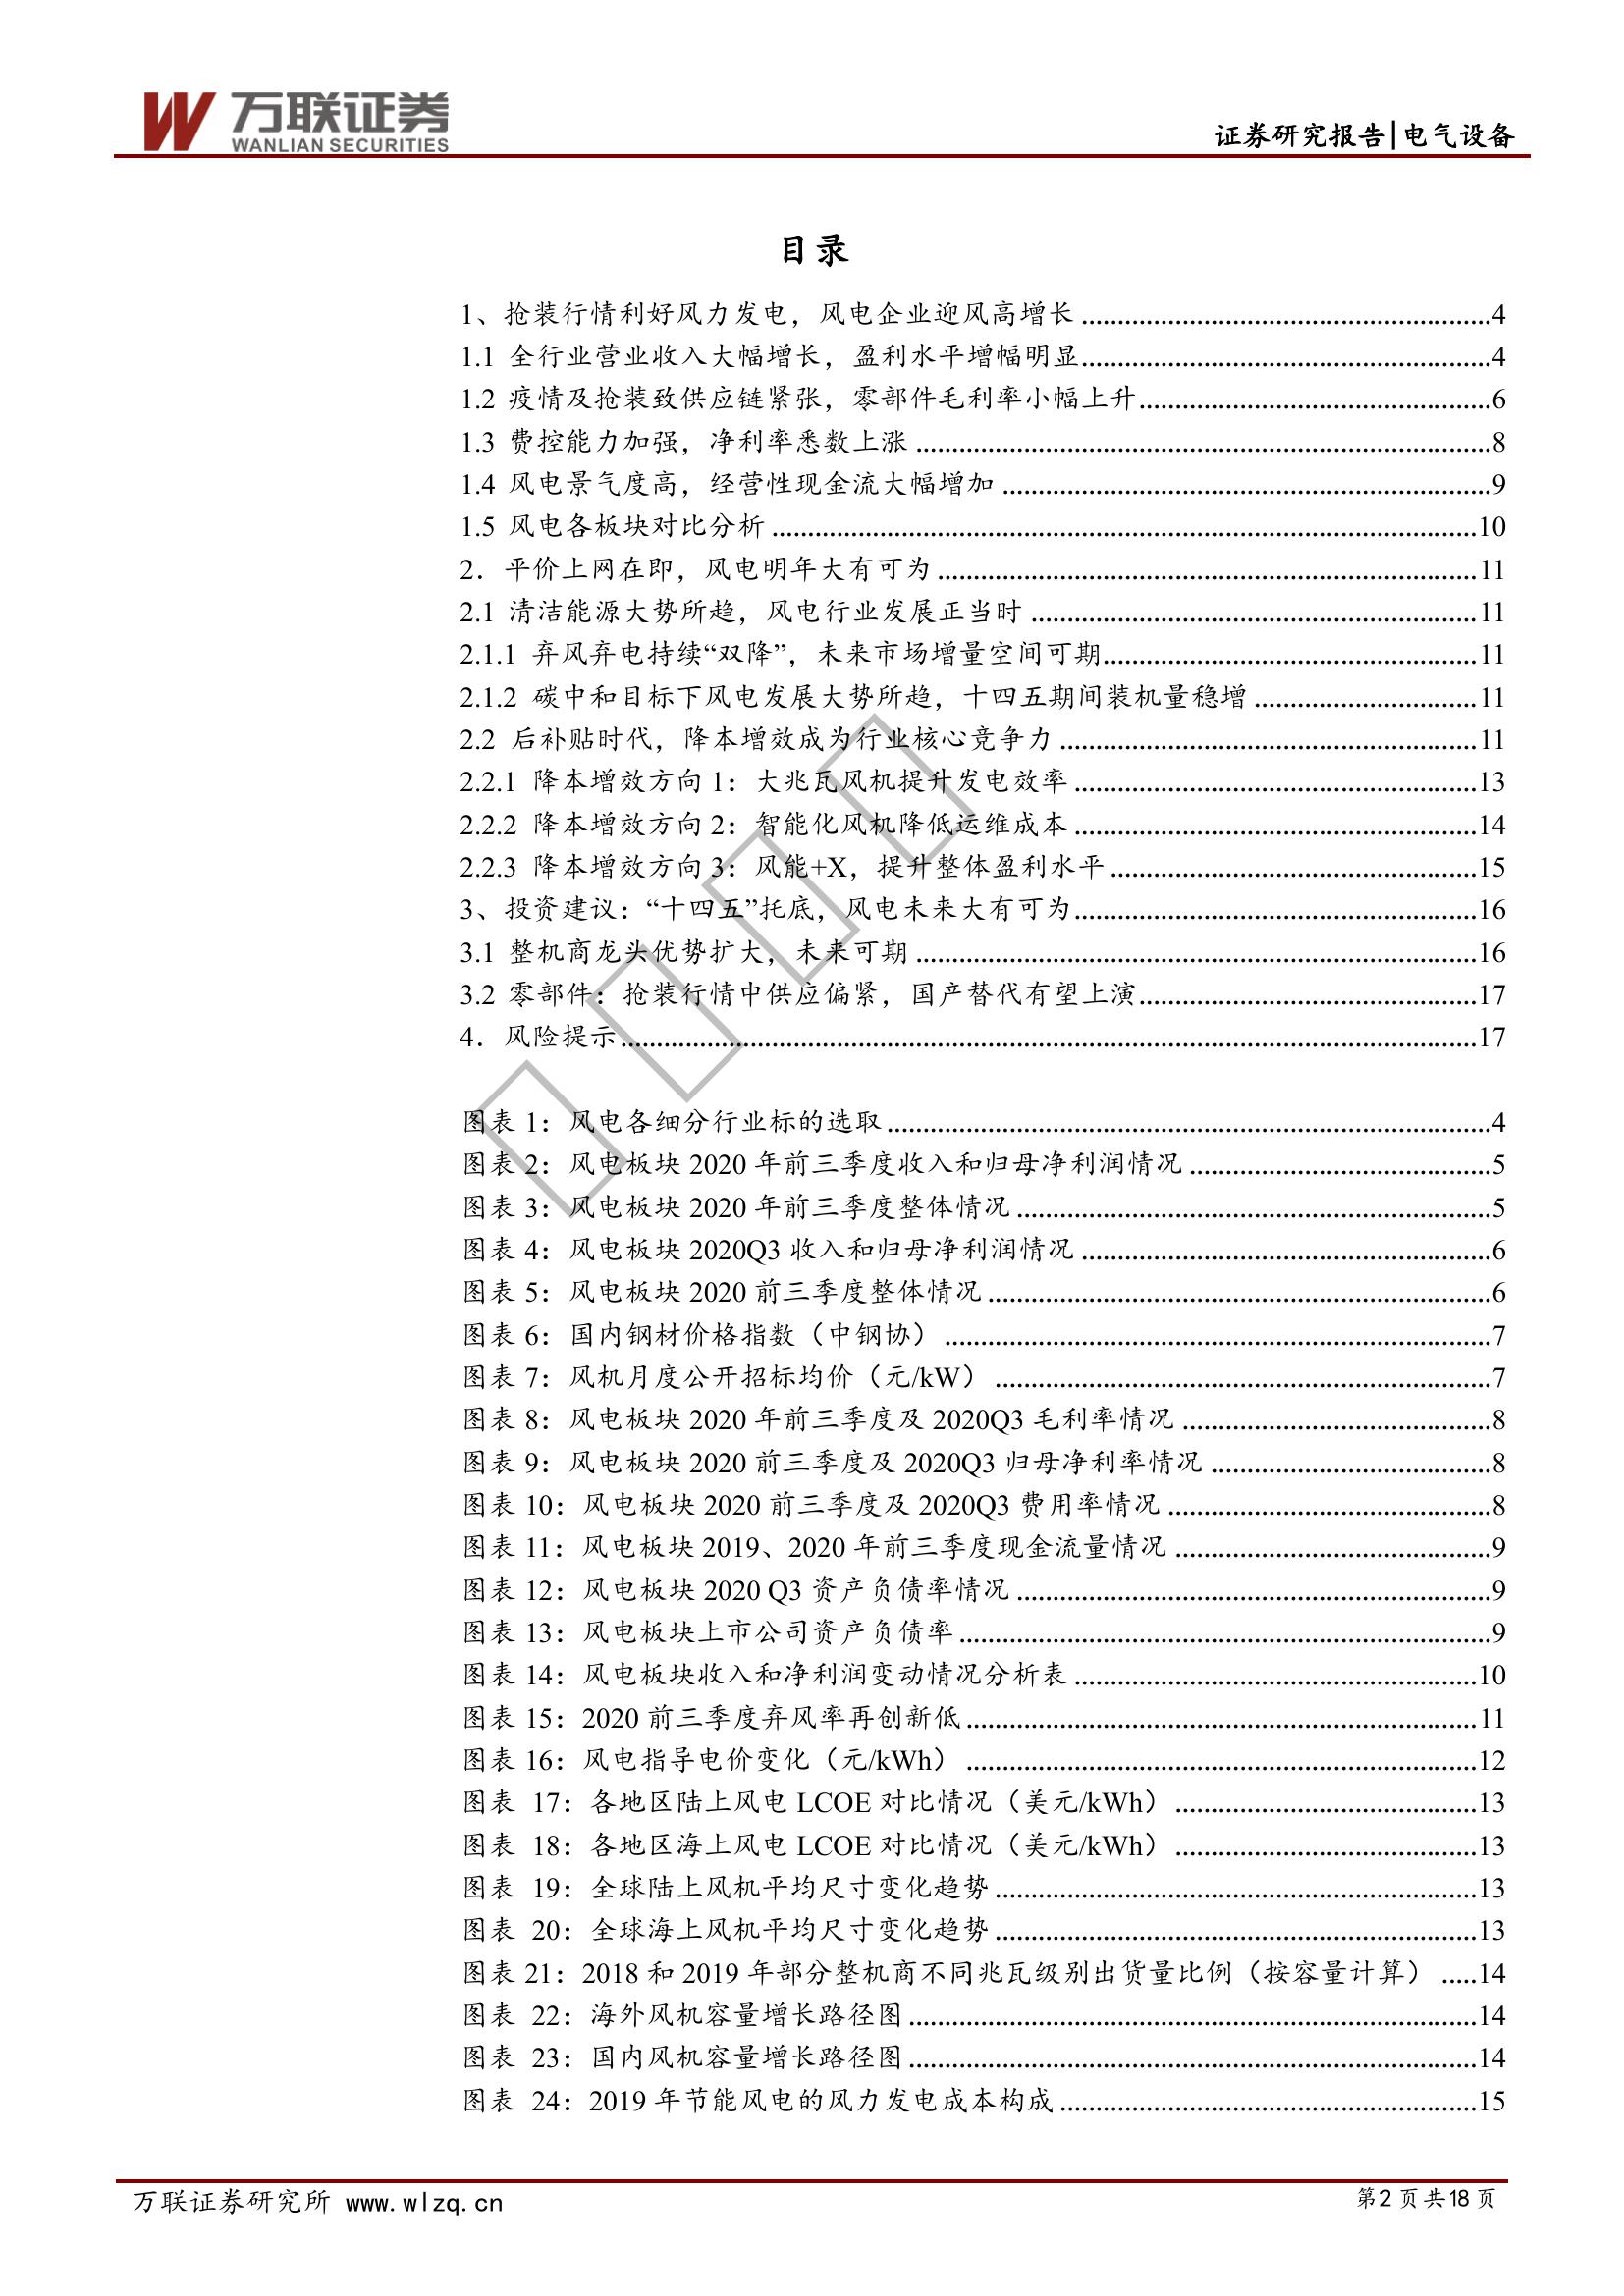 万联证券
WANLIAN SECURITIES
证券研究报告|电气设备
目录
1、抢装行情利好风力发电，风电企业迎风高增长 ..........4
1.1 全行业营业收入大幅增长，盈利水平增幅明显..........4
1.2 疫情及抢装致供应链紧张，零部件毛利率小幅上升..........6
1.3 费控能力加强，净利率悉数上涨 ..........8
1.4 风电景气度高，经营性现金流大幅增加 ..........9
1.5 风电各板块对比分析 ..........10
2．平价上网在即，风电明年大有可为 ..........11
2.1 清洁能源大势所趋，风电行业发展正当时 ..........11
2.1.1 弃风弃电持续“双降”，未来市场增量空间可期..........11
2.1.2 碳中和目标下风电发展大势所趋，十四五期间装机量稳增 ..........11
2.2 后补贴时代，降本增效成为行业核心竞争力 ..........11
2.2.1 降本增效方向 1：大兆瓦风机提升发电效率 ..........13
2.2.2 降本增效方向 2：智能化风机降低运维成本 ..........14
2.2.3 降本增效方向 3：风能+X，提升整体盈利水平 ..........15
3、投资建议：“十四五”托底，风电未来大有可为..........16
3.1 整机商龙头优势扩大，未来可期 ..........16
3.2 零部件：抢装行情中供应偏紧，国产替代有望上演..........17
4．风险提示..........17
图表 1：风电各细分行业标的选取 ..........4
图表 2：风电板块 2020 年前三季度收入和归母净利润情况 ..........5
图表 3：风电板块 2020 年前三季度整体情况 ..........5
图表 4：风电板块 2020Q3 收入和归母净利润情况 ..........6
图表 5：风电板块 2020 前三季度整体情况 ..........6
图表 6：国内钢材价格指数（中钢协） ..........7
图表 7：风机月度公开招标均价（元/kW） ..........7
图表 8：风电板块 2020 年前三季度及 2020Q3 毛利率情况 ..........8
图表 9：风电板块 2020 前三季度及 2020Q3 归母净利率情况 ..........8
图表 10：风电板块 2020 前三季度及 2020Q3 费用率情况 ..........8
图表 11：风电板块 2019、2020 年前三季度现金流量情况 ..........9
图表 12：风电板块 2020 Q3 资产负债率情况 ..........9
图表 13：风电板块上市公司资产负债率 ..........9
图表 14：风电板块收入和净利润变动情况分析表 ..........10
图表 15：2020 前三季度弃风率再创新低 ..........11
图表 16：风电指导电价变化（元/kWh） ..........12
图表 17：各地区陆上风电 LCOE 对比情况（美元/kWh） ..........13
图表 18：各地区海上风电 LCOE 对比情况（美元/kWh） ..........13
图表 19：全球陆上风机平均尺寸变化趋势 ..........13
图表 20：全球海上风机平均尺寸变化趋势 ..........13
图表 21：2018 和 2019 年部分整机商不同兆瓦级别出货量比例（按容量计算） .....14
图表 22：海外风机容量增长路径图 ..........14
图表 23：国内风机容量增长路径图 ..........14
图表 24：2019 年节能风电的风力发电成本构成 ..........15
万联证券研究所 www.wlzq.cn
第2页共18页